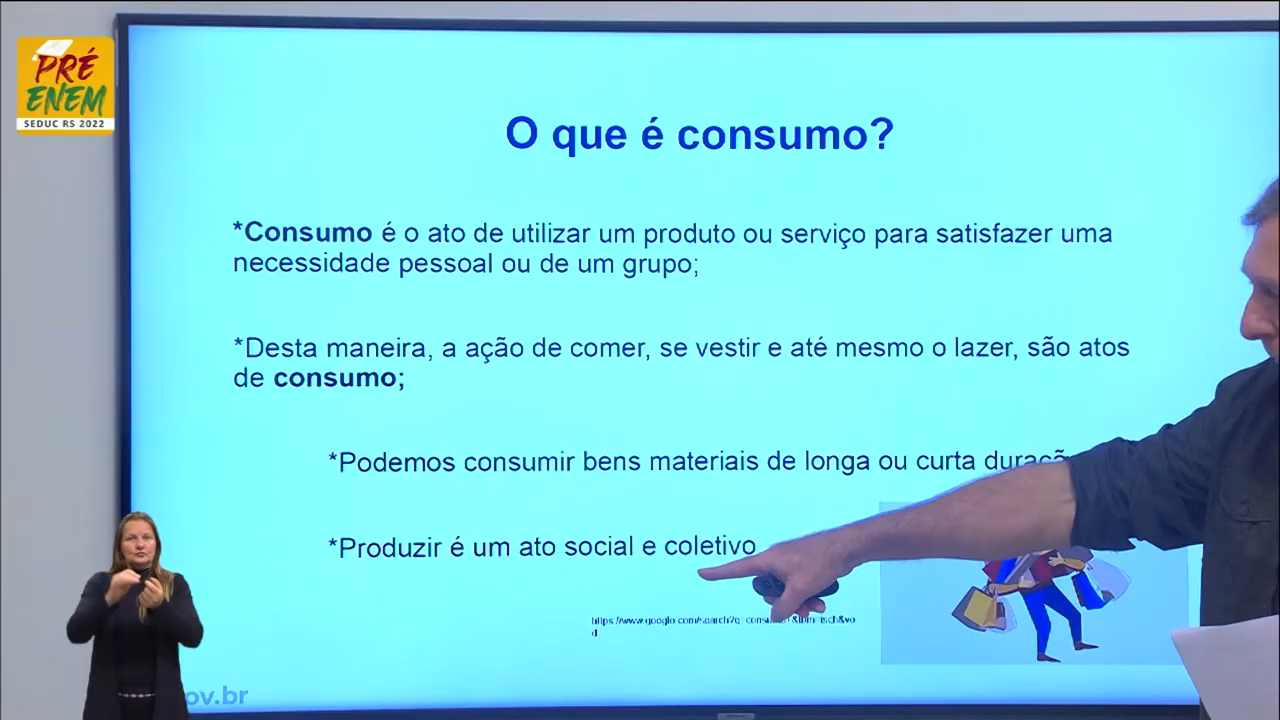 PRÉ
ENEM
SEDUC RS 2022
O que é consumo?
*Consumo é o ato de utilizar um produto ou serviço para satisfazer uma
necessidade pessoal ou de um grupo;
*Desta maneira, a ação de comer, se vestir e até mesmo o lazer, são atos
de consumo;
*Podemos consumir bens materiais de longa ou curta
*Produzir é um ato social e coletivo
ov.br